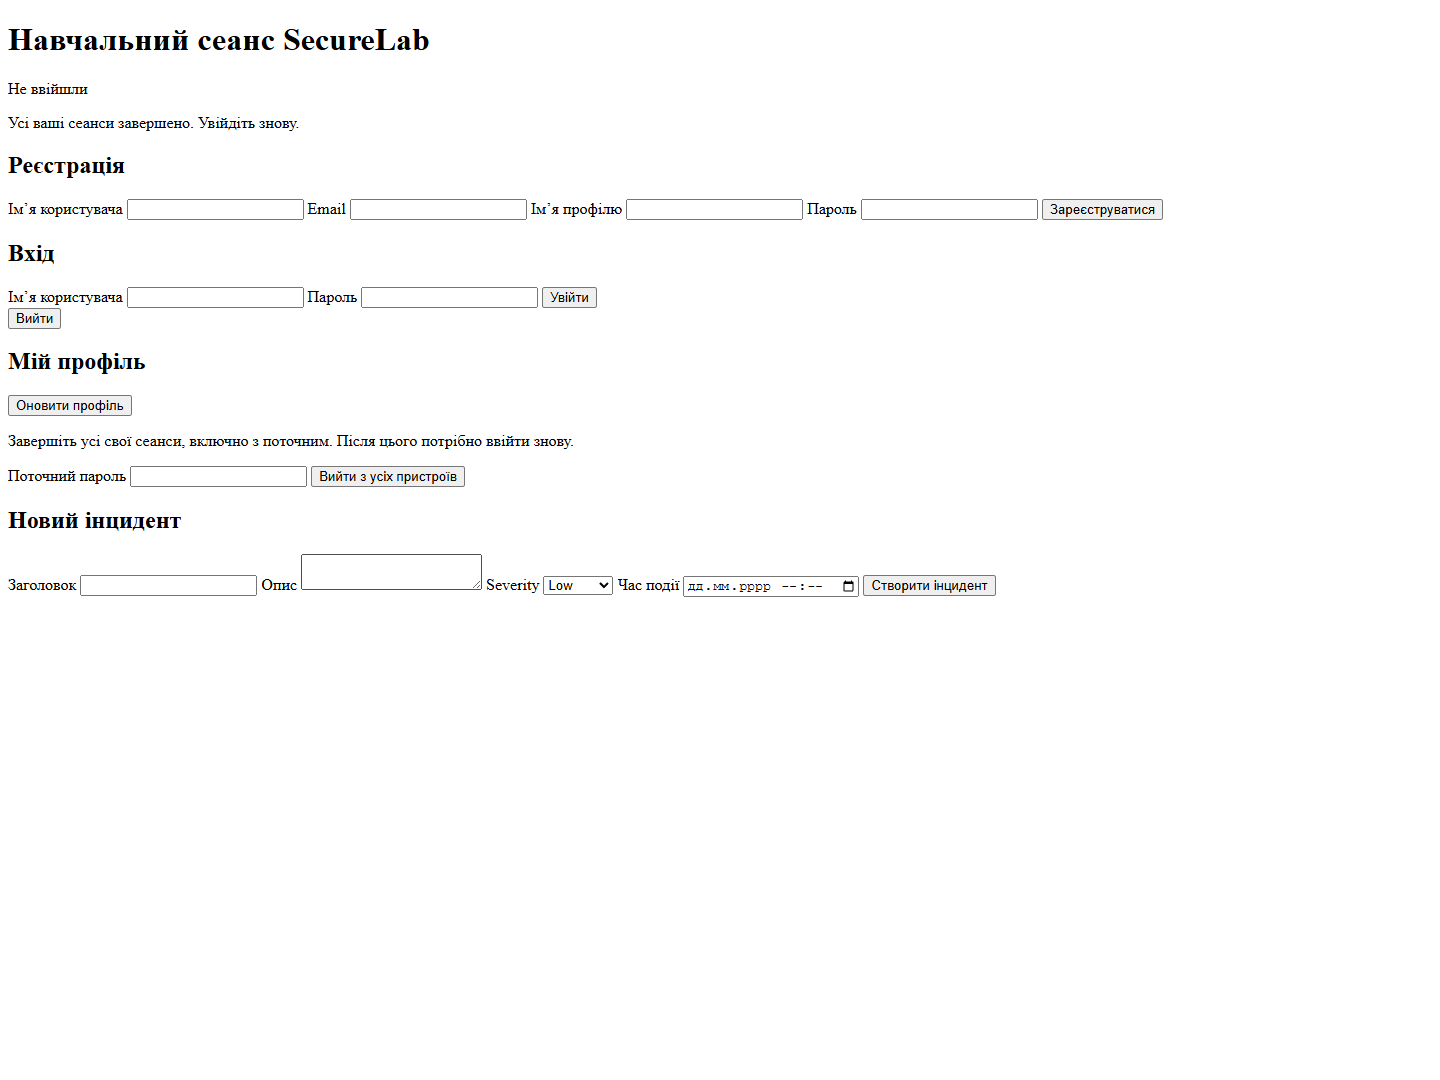 Навчальний сеанс SecureLab
Не ввійшли
Усі ваші сеанси завершено. Увійдіть знову.
Реєстрація
Ім’я користувача Email Ім’я профілю Пароль Зареєструватися
Вхід
Ім’я користувача Пароль Увійти
Вийти
Мій профіль
Оновити профіль
Завершіть усі свої сеанси, включно з поточним. Після цього потрібно ввійти знову.
Поточний пароль Вийти з усіх пристроїв
Новий інцидент
Заголовок Опис Severity Low Час події дд.мм.рррр --:-- Створити інцидент